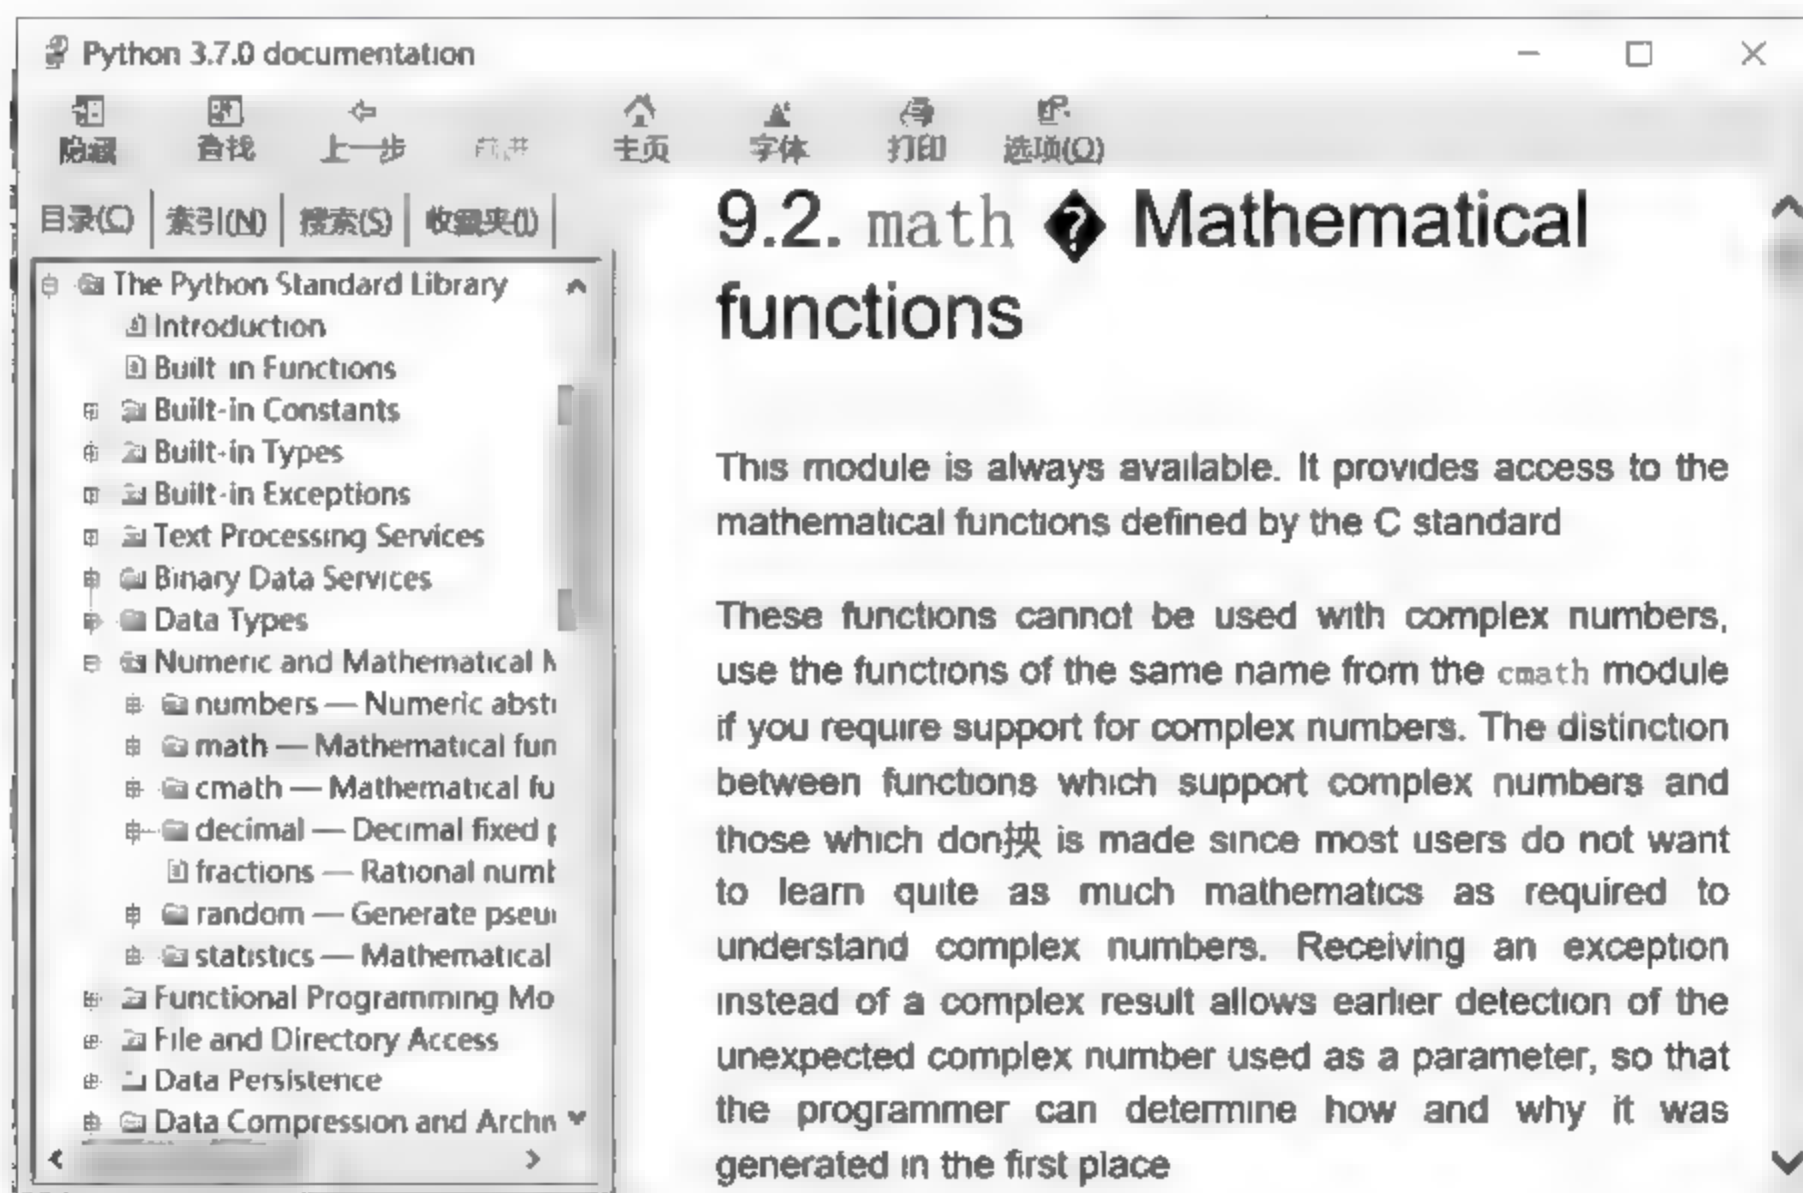 Python 3.7.0 documentation
隐藏 查找 上一步 前进 主页 字体 打印 选项(O)
目录(C) 索引(N) 搜索(S) 收藏夹(I)
The Python Standard Library
Introduction
Built in Functions
Built-in Constants
Built-in Types
Built-in Exceptions
Text Processing Services
Binary Data Services
Data Types
Numeric and Mathematical M
numbers — Numeric abstr
math — Mathematical fun
cmath — Mathematical fu
decimal — Decimal fixed p
fractions — Rational numb
random — Generate pseu
statistics — Mathematical
Functional Programming Mo
File and Directory Access
Data Persistence
Data Compression and Archi
9.2. math � Mathematical
functions
This module is always available. It provides access to the
mathematical functions defined by the C standard
These functions cannot be used with complex numbers,
use the functions of the same name from the cmath module
if you require support for complex numbers. The distinction
between functions which support complex numbers and
those which don抰 is made since most users do not want
to learn quite as much mathematics as required to
understand complex numbers. Receiving an exception
instead of a complex result allows earlier detection of the
unexpected complex number used as a parameter, so that
the programmer can determine how and why it was
generated in the first place